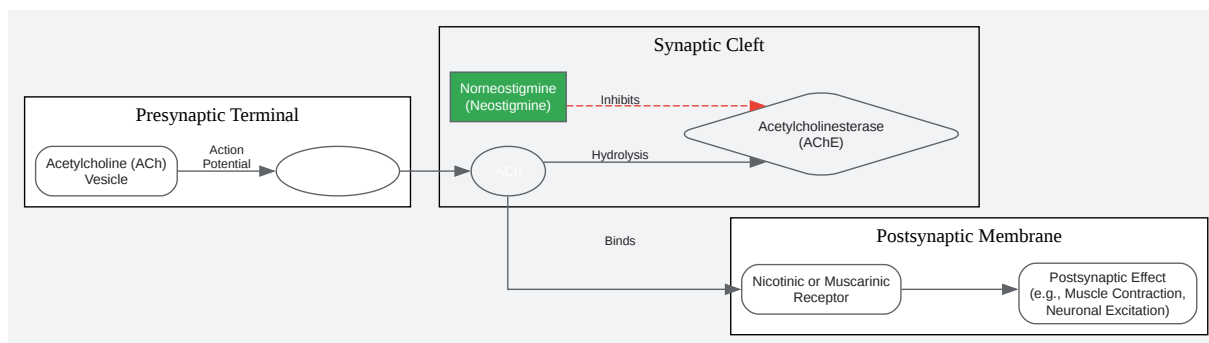 Synaptic Cleft
Norneostigmine
(Neostigmine)
Inhibits
Acetylcholinesterase
(AChE)
Presynaptic Terminal
Acetylcholine (ACh)
Vesicle
Action
Potential
ACh
Hydrolysis
Binds
Postsynaptic Membrane
Nicotinic or Muscarinic
Receptor
Postsynaptic Effect
(e.g., Muscle Contraction,
Neuronal Excitation)